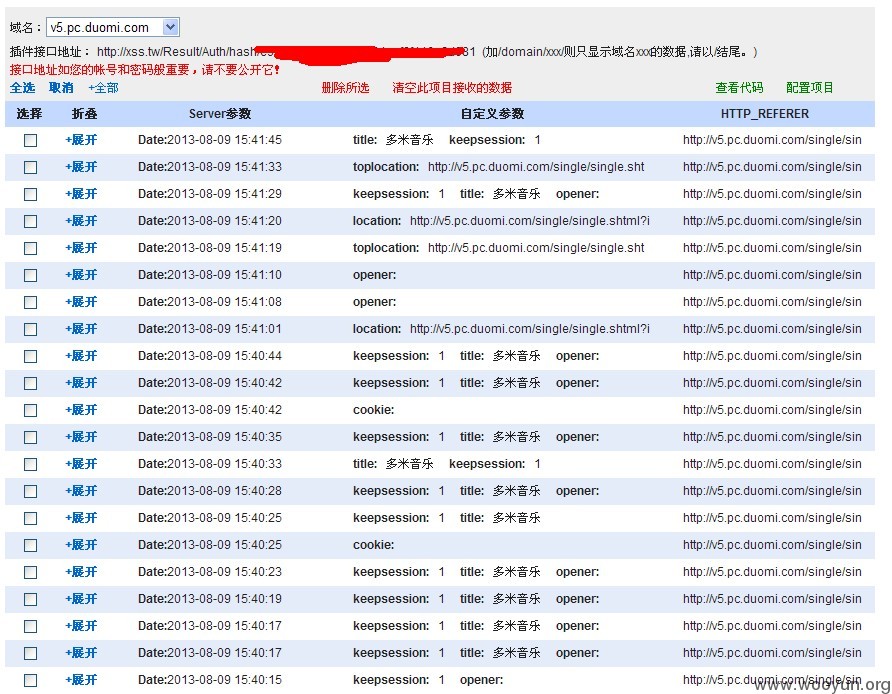 域名： v5.pc.duomi.com
插件接口地址： http://xss.tw/Result/Auth/hash/ 31 (加/domain/xxx/则只显示域名xxx的数据,请以/结尾。)
接口地址如您的帐号和密码般重要，请不要公开它！
全选 取消 +全部 删除所选 清空此项目接收的数据 查看代码 配置项目
选择 折叠 Server参数 自定义参数 HTTP_REFERER
+展开 Date:2013-08-09 15:41:45 title: 多米音乐 keepsession: 1 http://v5.pc.duomi.com/single/sin
+展开 Date:2013-08-09 15:41:33 toplocation: http://v5.pc.duomi.com/single/single.sht http://v5.pc.duomi.com/single/sin
+展开 Date:2013-08-09 15:41:29 keepsession: 1 title: 多米音乐 opener: http://v5.pc.duomi.com/single/sin
+展开 Date:2013-08-09 15:41:20 location: http://v5.pc.duomi.com/single/single.shtml?i http://v5.pc.duomi.com/single/sin
+展开 Date:2013-08-09 15:41:19 toplocation: http://v5.pc.duomi.com/single/single.sht http://v5.pc.duomi.com/single/sin
+展开 Date:2013-08-09 15:41:10 opener: http://v5.pc.duomi.com/single/sin
+展开 Date:2013-08-09 15:41:08 opener: http://v5.pc.duomi.com/single/sin
+展开 Date:2013-08-09 15:41:01 location: http://v5.pc.duomi.com/single/single.shtml?i http://v5.pc.duomi.com/single/sin
+展开 Date:2013-08-09 15:40:44 keepsession: 1 title: 多米音乐 opener: http://v5.pc.duomi.com/single/sin
+展开 Date:2013-08-09 15:40:42 keepsession: 1 title: 多米音乐 opener: http://v5.pc.duomi.com/single/sin
+展开 Date:2013-08-09 15:40:42 cookie: http://v5.pc.duomi.com/single/sin
+展开 Date:2013-08-09 15:40:35 keepsession: 1 title: 多米音乐 opener: http://v5.pc.duomi.com/single/sin
+展开 Date:2013-08-09 15:40:33 title: 多米音乐 keepsession: 1 http://v5.pc.duomi.com/single/sin
+展开 Date:2013-08-09 15:40:28 keepsession: 1 title: 多米音乐 opener: http://v5.pc.duomi.com/single/sin
+展开 Date:2013-08-09 15:40:25 keepsession: 1 title: 多米音乐 http://v5.pc.duomi.com/single/sin
+展开 Date:2013-08-09 15:40:25 cookie: http://v5.pc.duomi.com/single/sin
+展开 Date:2013-08-09 15:40:23 keepsession: 1 title: 多米音乐 opener: http://v5.pc.duomi.com/single/sin
+展开 Date:2013-08-09 15:40:19 keepsession: 1 title: 多米音乐 opener: http://v5.pc.duomi.com/single/sin
+展开 Date:2013-08-09 15:40:17 keepsession: 1 title: 多米音乐 opener: http://v5.pc.duomi.com/single/sin
+展开 Date:2013-08-09 15:40:17 keepsession: 1 title: 多米音乐 opener: http://v5.pc.duomi.com/single/sin
+展开 Date:2013-08-09 15:40:15 keepsession: 1 opener: http://v5.pc.duomi.com/single/sin
www.wooyun.org